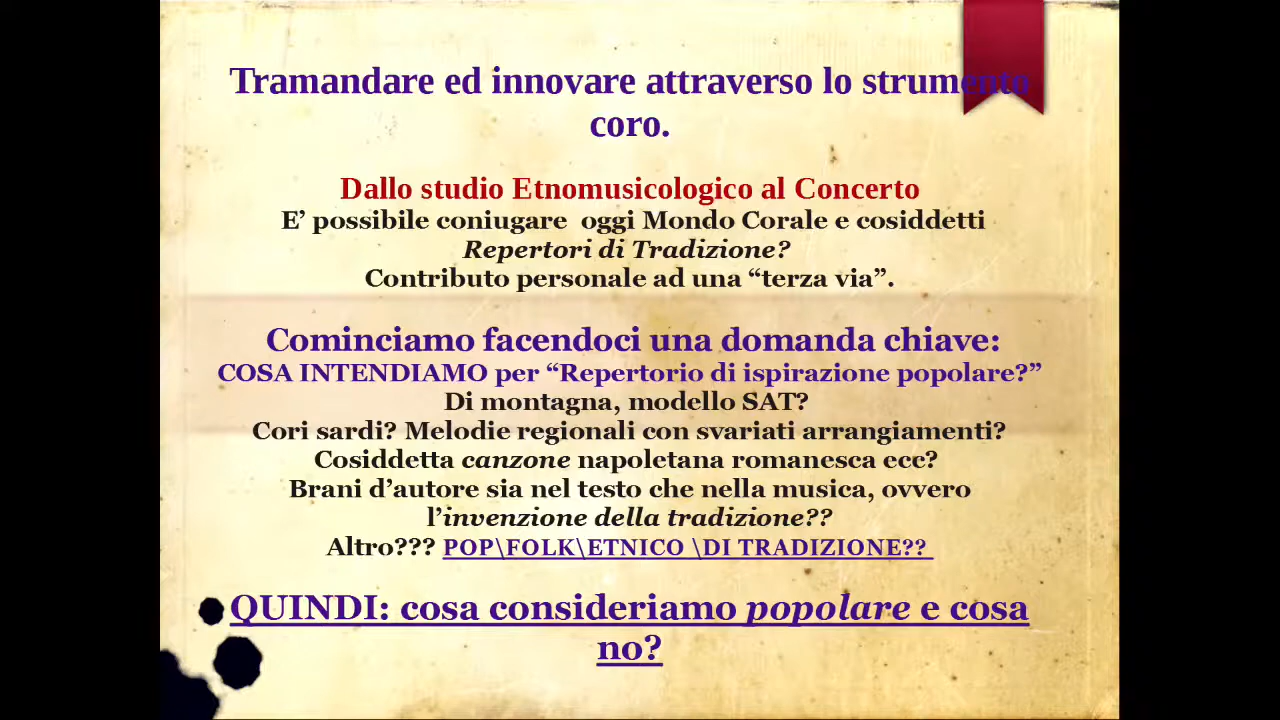 Tramandare ed innovare attraverso lo strumento
coro.
Dallo studio Etnomusicologico al Concerto
E’ possibile coniugare  oggi Mondo Corale e cosiddetti
Repertori di Tradizione?
Contributo personale ad una “terza via”.
Cominciamo facendoci una domanda chiave:
COSA INTENDIAMO per “Repertorio di ispirazione popolare?”
Di montagna, modello SAT?
Cori sardi? Melodie regionali con svariati arrangiamenti?
Cosiddetta canzone napoletana romanesca ecc?
Brani d’autore sia nel testo che nella musica, ovvero
l’invenzione della tradizione??
Altro??? POP\FOLK\ETNICO \DI TRADIZIONE??
QUINDI: cosa consideriamo popolare e cosa
no?